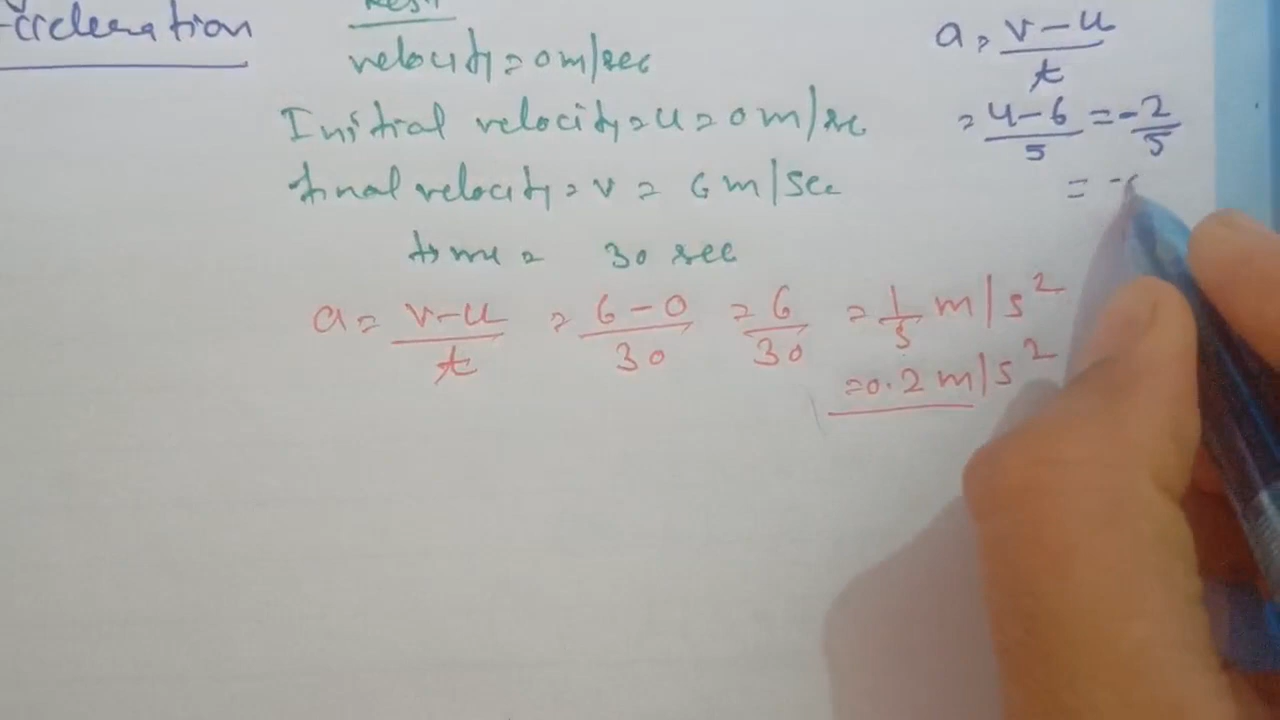 velocity = 0 m/sec
Initial velocity = u = 0 m/sec
final velocity = v = 6 m/sec
time = 30 sec
a = v-u/t = 6-0/30 = 6/30 = 1/5 m/s²
= 0.2 m/s²
a = v-u/t
= 4-6/5 = -2/5
= -